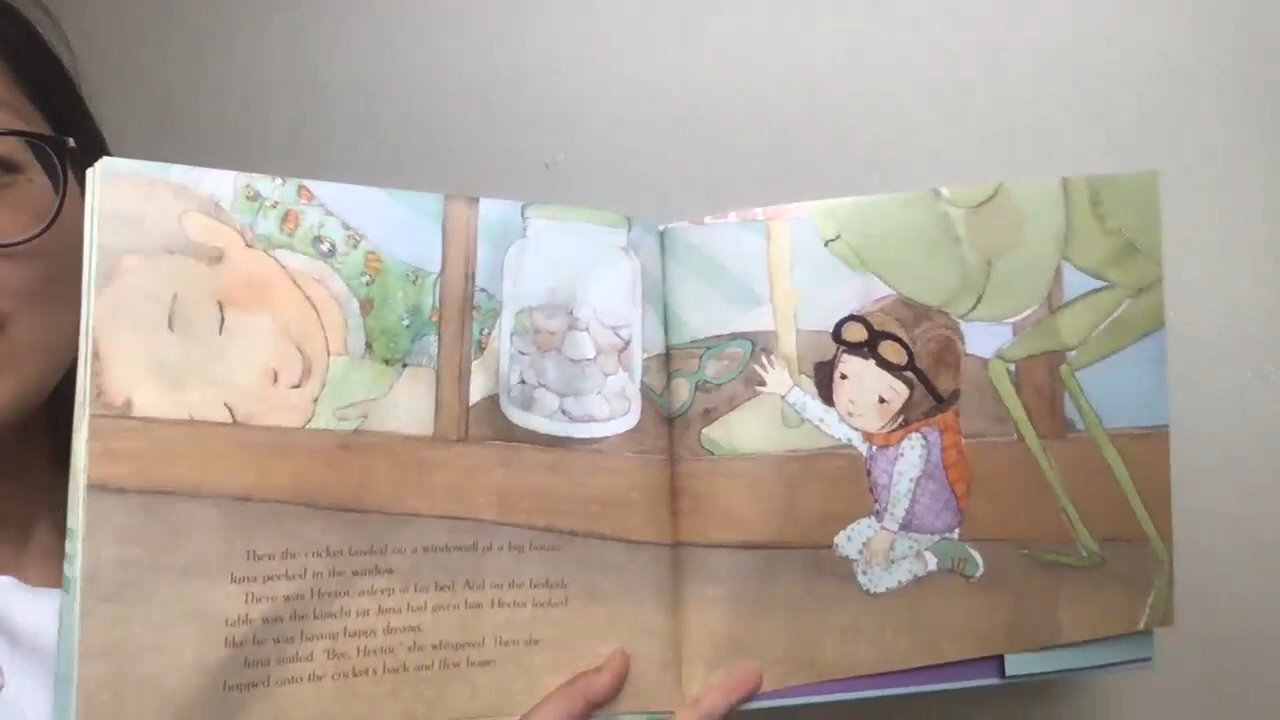 Then the cricket landed on a windowsill of a big house.
Juna peeked in the window.
There was Hector, asleep in his bed. And on the bedside
table was the kimchi jar Juna had given him. Hector looked
like he was having happy dreams.
Juna smiled. "Bye, Hector," she whispered. Then she
hopped onto the cricket's back and flew home.